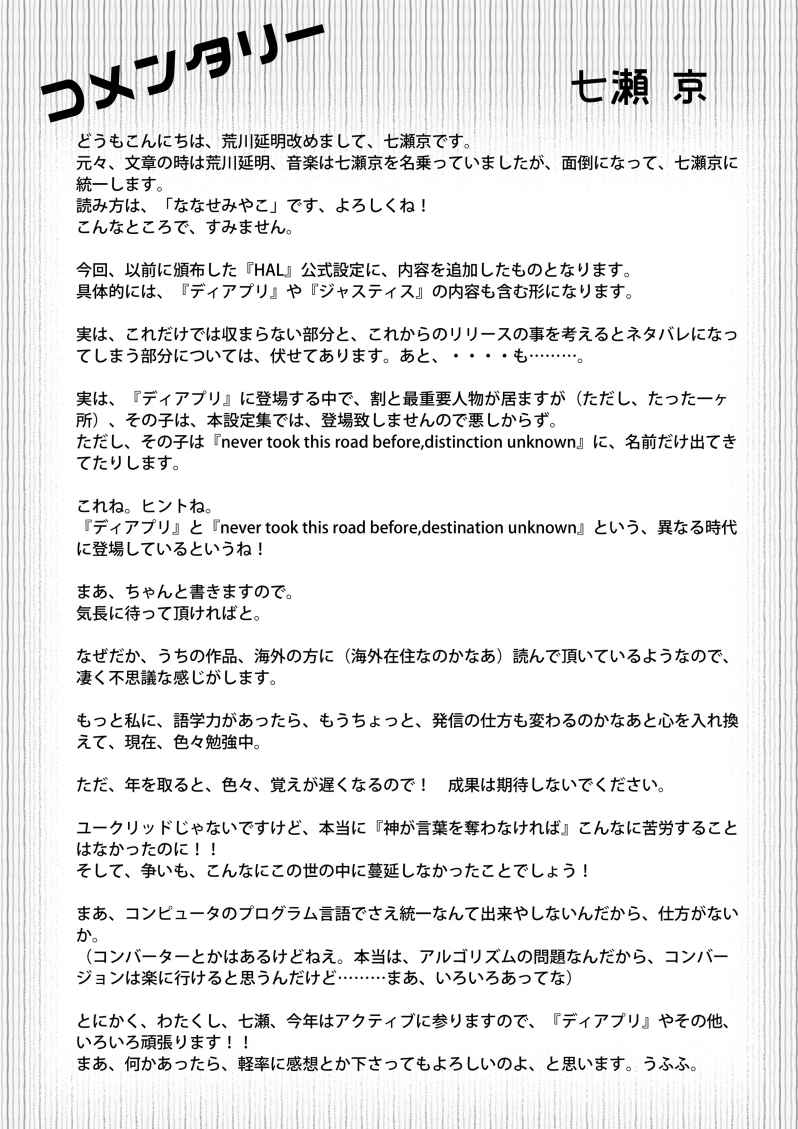 コメンタリー
七瀬 京
どうもこんにちは、荒川延明改めまして、七瀬京です。
元々、文章の時は荒川延明、音楽は七瀬京を名乗っていましたが、面倒になって、七瀬京に
統一します。
読み方は、「ななせみやこ」です、よろしくね！
こんなところで、すみません。
今回、以前に頒布した『HAL』公式設定に、内容を追加したものとなります。
具体的には、『ディアプリ』や『ジャスティス』の内容も含む形になります。
実は、これだけでは収まらない部分と、これからのリリースの事を考えるとネタバレになっ
てしまう部分については、伏せてあります。あと、・・・・も………。
実は、『ディアプリ』に登場する中で、割と最重要人物が居ますが（ただし、たった一ヶ
所）、その子は、本設定集では、登場致しませんので悪しからず。
ただし、その子は『never took this road before,distinction unknown』に、名前だけ出てき
てたりします。
これね。ヒントね。
『ディアプリ』と『never took this road before,destination unknown』という、異なる時代
に登場しているというね！
まあ、ちゃんと書きますので。
気長に待って頂ければと。
なぜだか、うちの作品、海外の方に（海外在住なのかなあ）読んで頂いているようなので、
凄く不思議な感じがします。
もっと私に、語学力があったら、もうちょっと、発信の仕方も変わるのかなあと心を入れ換
えて、現在、色々勉強中。
ただ、年を取ると、色々、覚えが遅くなるので！　成果は期待しないでください。
ユークリッドじゃないですけど、本当に『神が言葉を奪わなければ』こんなに苦労すること
はなかったのに！！
そして、争いも、こんなにこの世の中に蔓延しなかったことでしょう！
まあ、コンピュータのプログラム言語でさえ統一なんて出来やしないんだから、仕方がない
か。
（コンバーターとかはあるけどねえ。本当は、アルゴリズムの問題なんだから、コンバー
ジョンは楽に行けると思うんだけど………まあ、いろいろあってな）
とにかく、わたくし、七瀬、今年はアクティブに参りますので、『ディアプリ』やその他、
いろいろ頑張ります！！
まあ、何かあったら、軽率に感想とか下さってもよろしいのよ、と思います。うふふ。